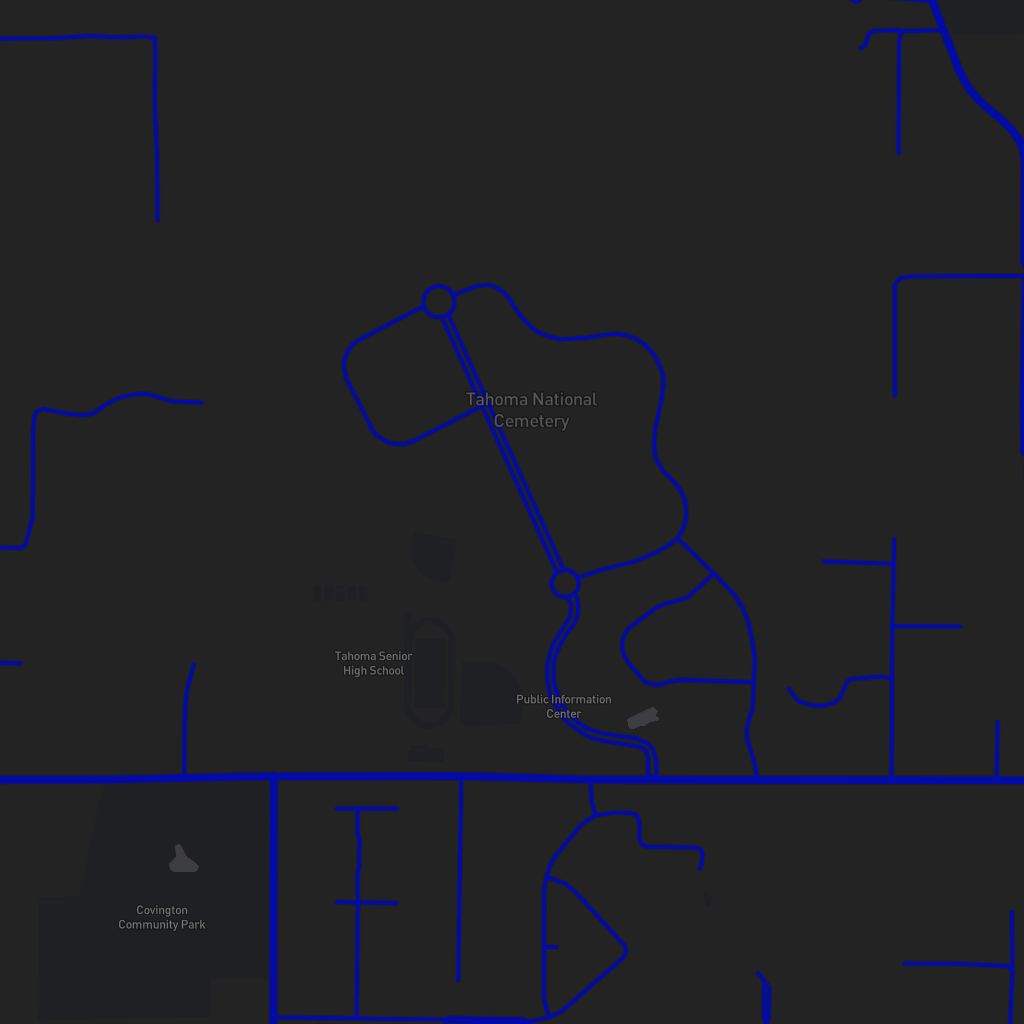 Tahoma National
Cemetery
Tahoma Senior
High School
Public Information
Center
Covington
Community Park